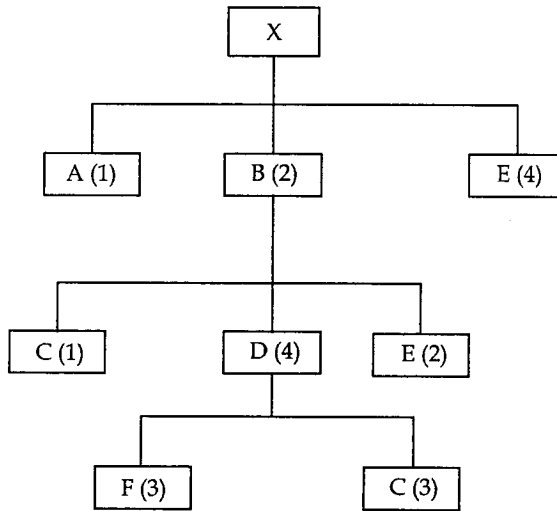 X
A (1)
B (2)
E (4)
C (1)
D (4)
E (2)
F (3)
C (3)